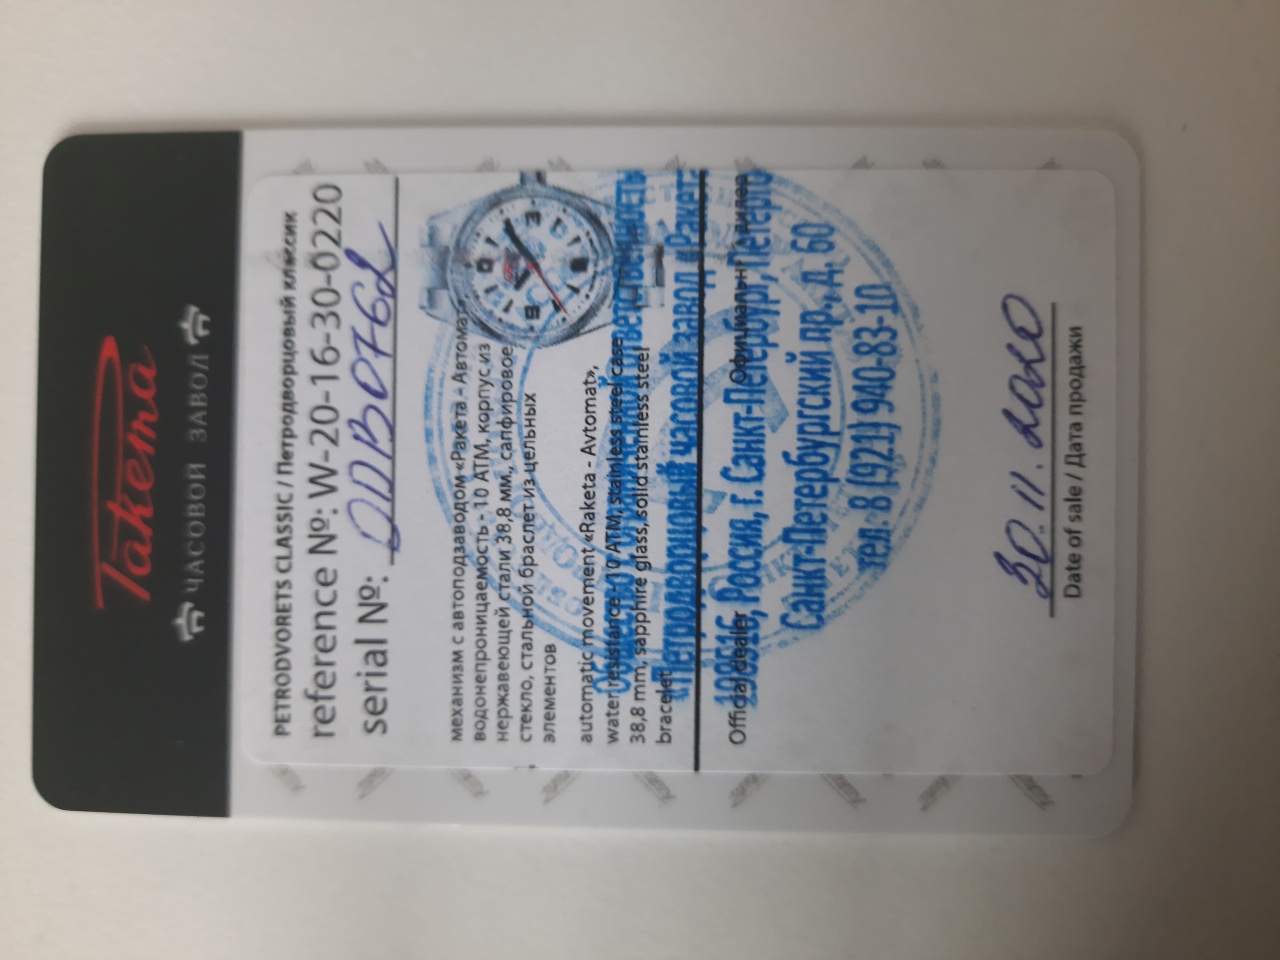 Ракета
ЧАСОВОЙ ЗАВОД
PETRODVORETS CLASSIC / Петродворцовый классик
reference №: W-20-16-30-0220
serial №:
механизм с автоподзаводом «Ракета - Автомат
водонепроницаемость - 10 АТМ, корпус из
нержавеющей стали 38,8 мм., сапфировое
стекло, стальной браслет из цельных
элементов
automatic movement «Raketa - Avtomat»,
water resistance - 10 ATM, stainless steel case
38,8 mm, sapphire glass, solid stainless steel
bracelet
ответственностью
«Петродворцовый часовой завод «Ракета
Official dealer Официальный дилер
198516, Россия, г. Санкт-Петербург, Петерго
Санкт-Петербургский пр., д. 60
тел. 8 (921) 940-83-10
30.11.2020
Date of sale / Дата продажи